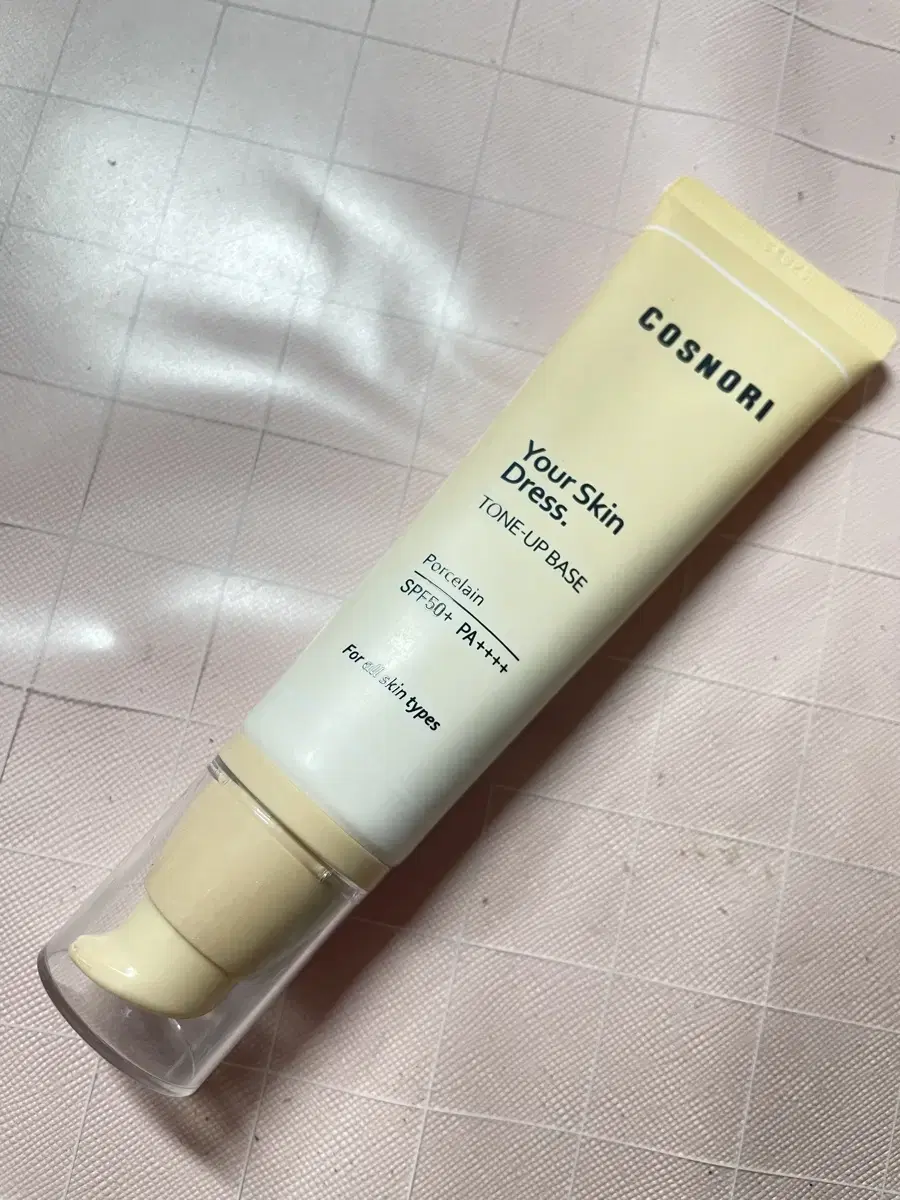 COSNORI
Your Skin
Dress.
TONE-UP BASE
Porcelain
SPF50+ PA++++
For all skin types